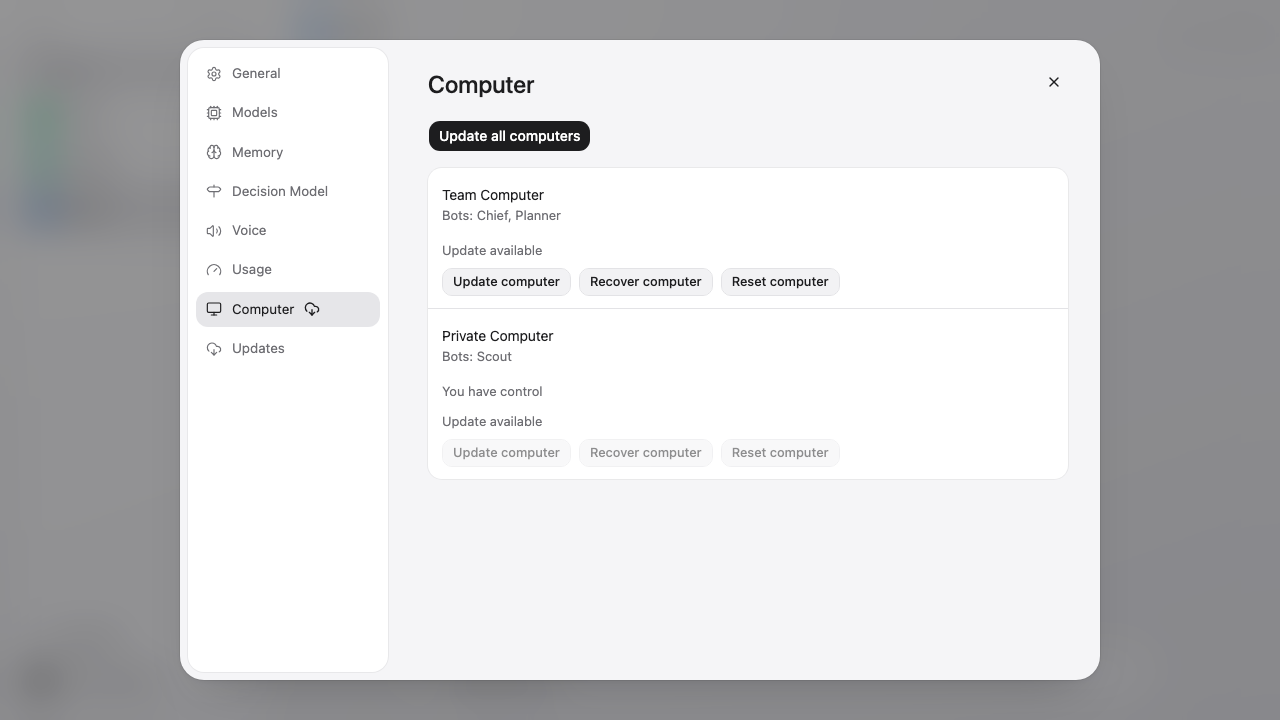 General
Models
Memory
Decision Model
Voice
Usage
Computer
Updates
Computer
Update all computers
Team Computer
Bots: Chief, Planner
Update available
Update computer Recover computer Reset computer
Private Computer
Bots: Scout
You have control
Update available
Update computer Recover computer Reset computer